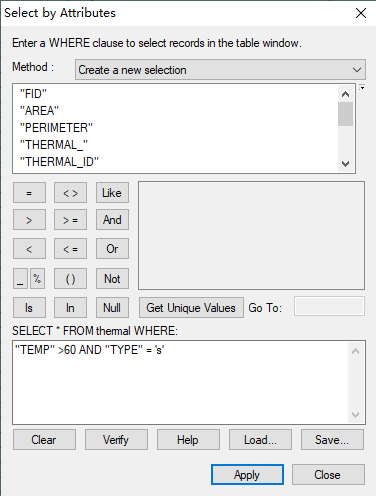 Select by Attributes
Enter a WHERE clause to select records in the table window.
Method : Create a new selection
"FID"
"AREA"
"PERIMETER"
"THERMAL_"
"THERMAL_ID"
= < > Like
> > = And
< < = Or
_ % ( ) Not
Is In Null Get Unique Values Go To:
SELECT * FROM thermal WHERE:
"TEMP" >60 AND "TYPE" = 's'
Clear Verify Help Load... Save...
Apply Close